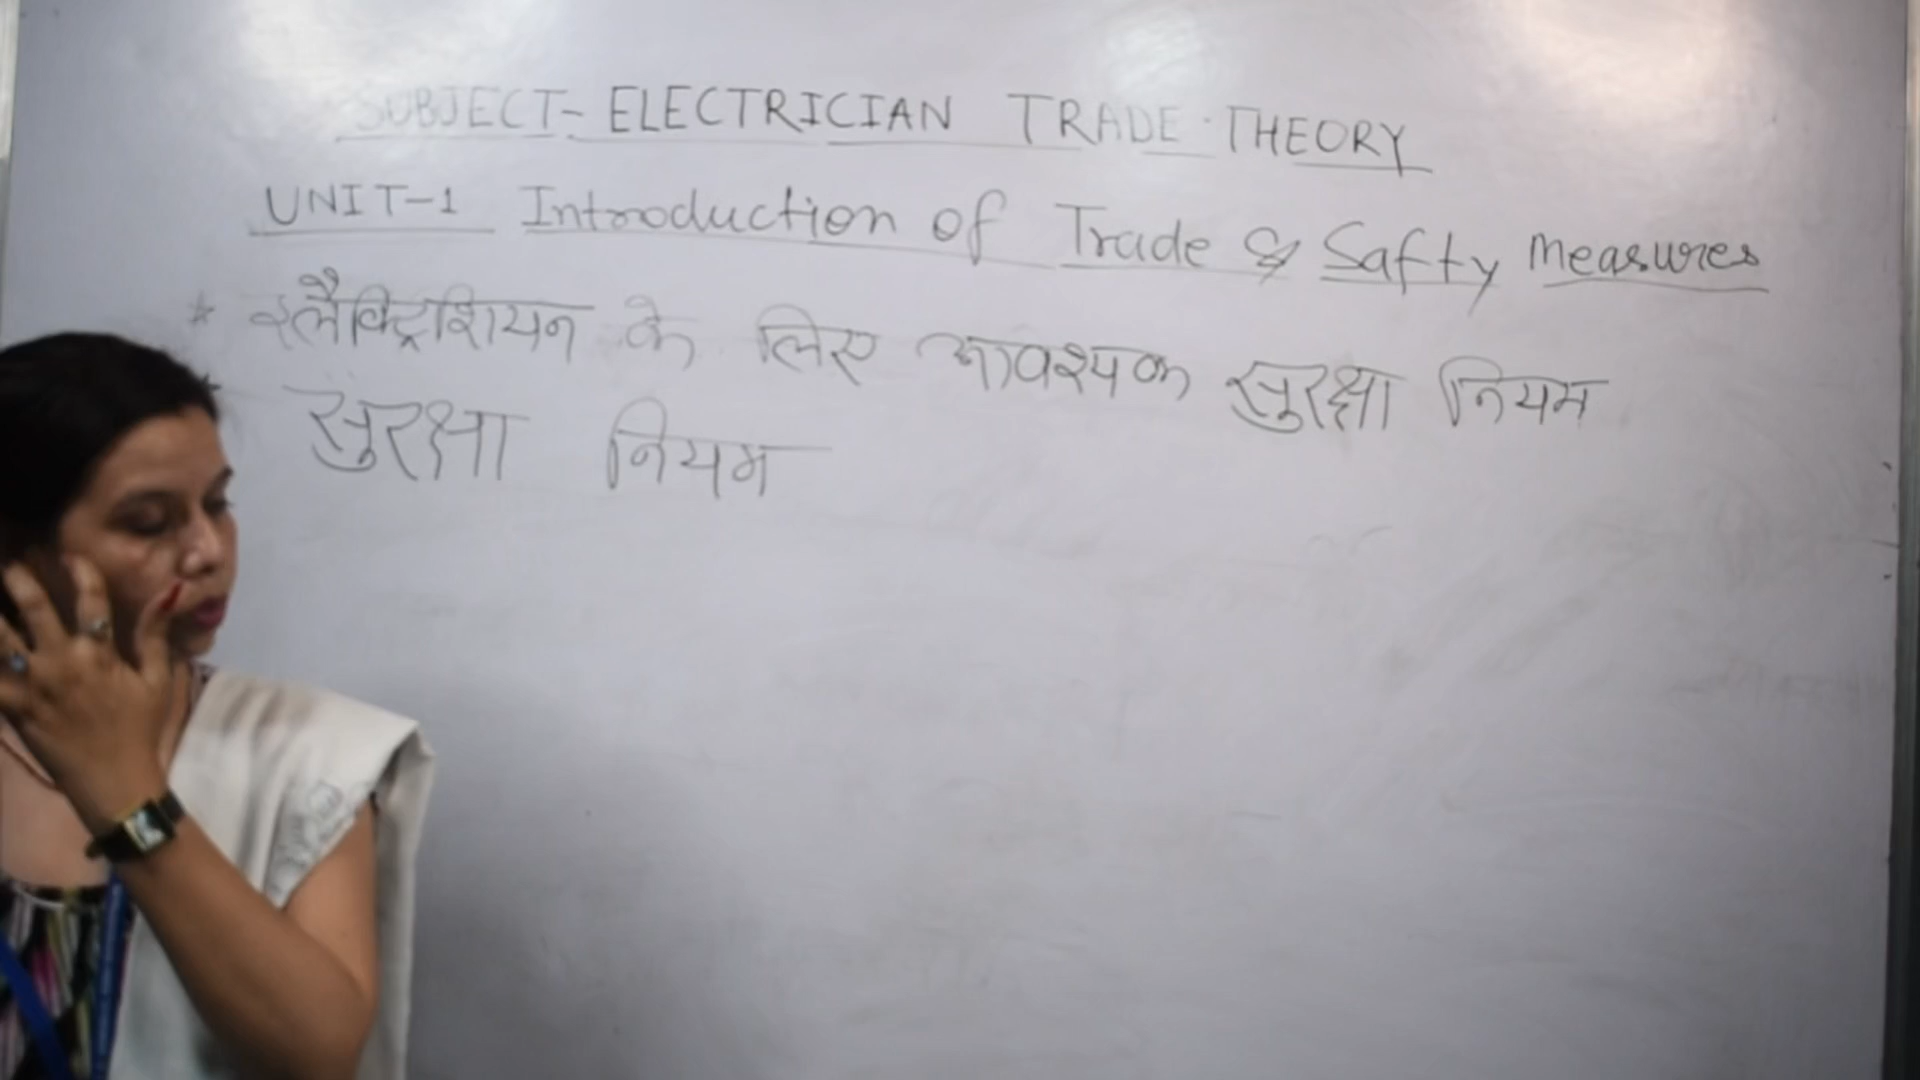 SUBJECT- ELECTRICIAN TRADE THEORY
UNIT-1 Introduction of Trade & Safty measures
* इलैक्ट्रिशियन के लिए आवश्यक सुरक्षा नियम
* सुरक्षा नियम